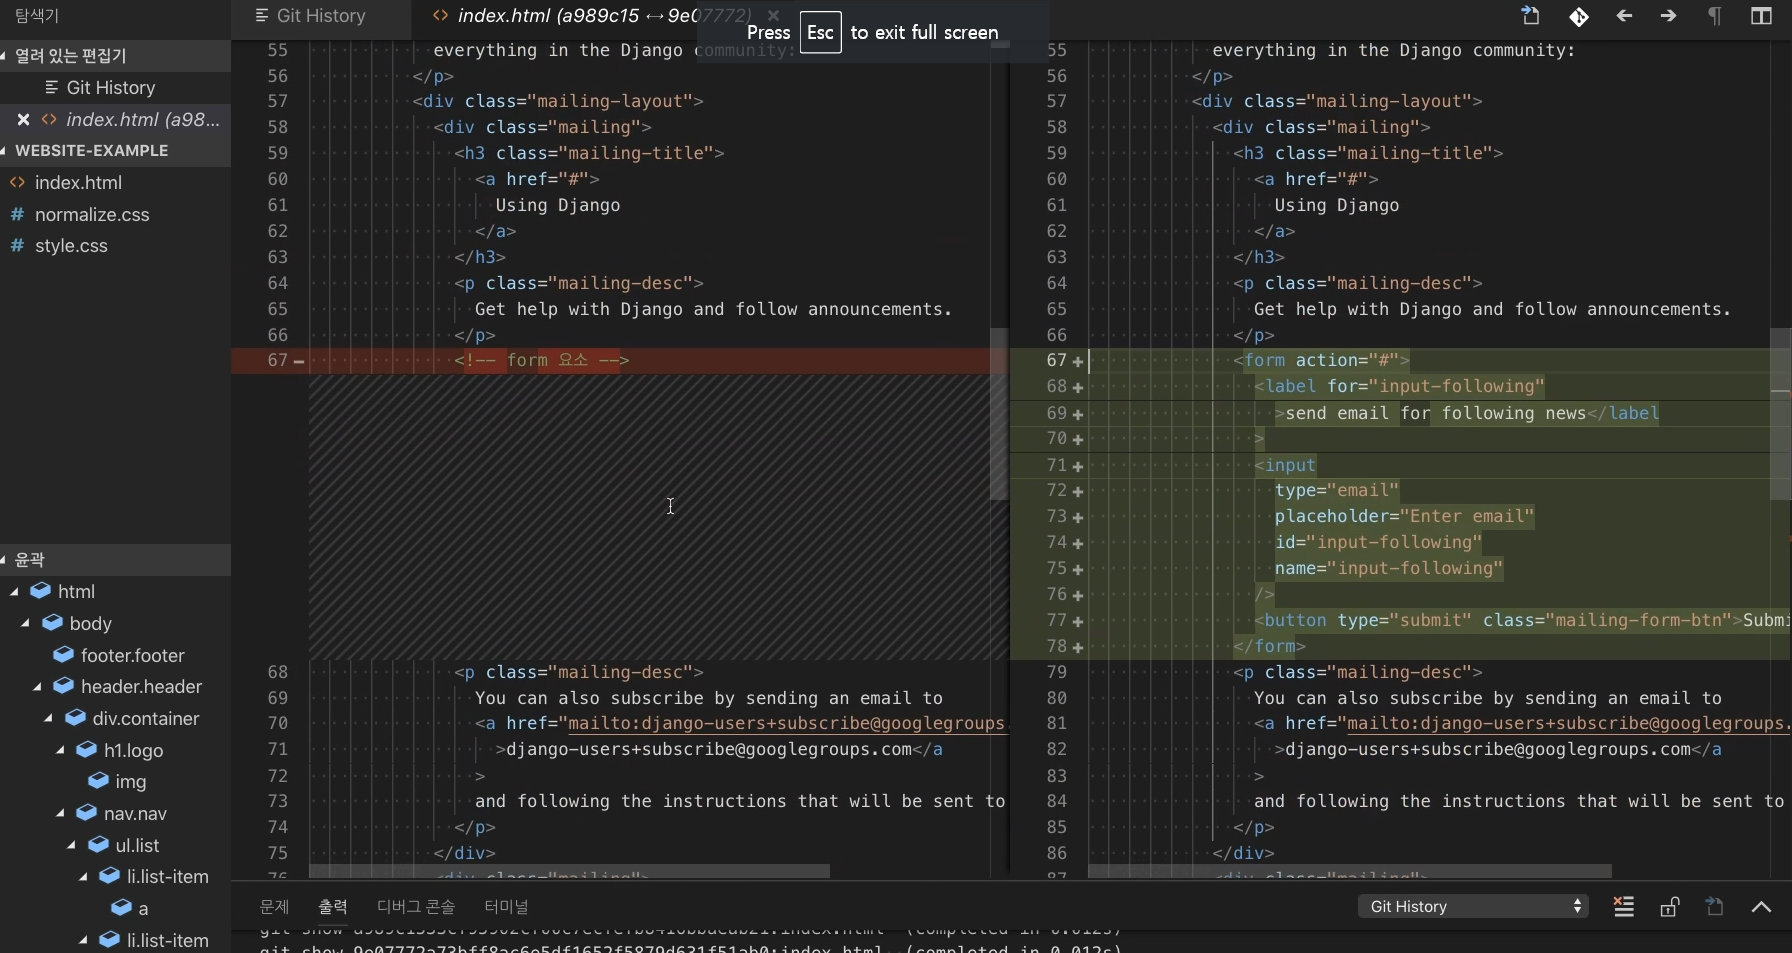 탐색기
열려 있는 편집기
Git History
index.html (a98...
WEBSITE-EXAMPLE
index.html
# normalize.css
# style.css
윤곽
html
body
footer.footer
header.header
div.container
h1.logo
img
nav.nav
ul.list
li.list-item
a
li.list-item
Git History
index.html (a989c15 ↔ 9e07772)
Press Esc to exit full screen
55 everything in the Django community:
56 </p>
57 <div class="mailing-layout">
58 <div class="mailing">
59 <h3 class="mailing-title">
60 <a href="#">
61 Using Django
62 </a>
63 </h3>
64 <p class="mailing-desc">
65 Get help with Django and follow announcements.
66 </p>
67 − <!-- form 요소 -->
68 <p class="mailing-desc">
69 You can also subscribe by sending an email to
70 <a href="mailto:django-users+subscribe@googlegroups.
71 >django-users+subscribe@googlegroups.com</a
72 >
73 and following the instructions that will be sent to
74 </p>
75 </div>
76 <div class="mailing">
55 everything in the Django community:
56 </p>
57 <div class="mailing-layout">
58 <div class="mailing">
59 <h3 class="mailing-title">
60 <a href="#">
61 Using Django
62 </a>
63 </h3>
64 <p class="mailing-desc">
65 Get help with Django and follow announcements.
66 </p>
67 + <form action="#">
68 + <label for="input-following"
69 + >send email for following news</label
70 + >
71 + <input
72 + type="email"
73 + placeholder="Enter email"
74 + id="input-following"
75 + name="input-following"
76 + />
77 + <button type="submit" class="mailing-form-btn">Submi
78 + </form>
79 <p class="mailing-desc">
80 You can also subscribe by sending an email to
81 <a href="mailto:django-users+subscribe@googlegroups.
82 >django-users+subscribe@googlegroups.com</a
83 >
84 and following the instructions that will be sent to
85 </p>
86 </div>
87 <div class="mailing">
문제 출력 디버그 콘솔 터미널
Git History
(completed in 0.012s)
git show 9e07772a73bff8ac6e5df1652f5879d631f51ab0:index.html (completed in 0.012s)